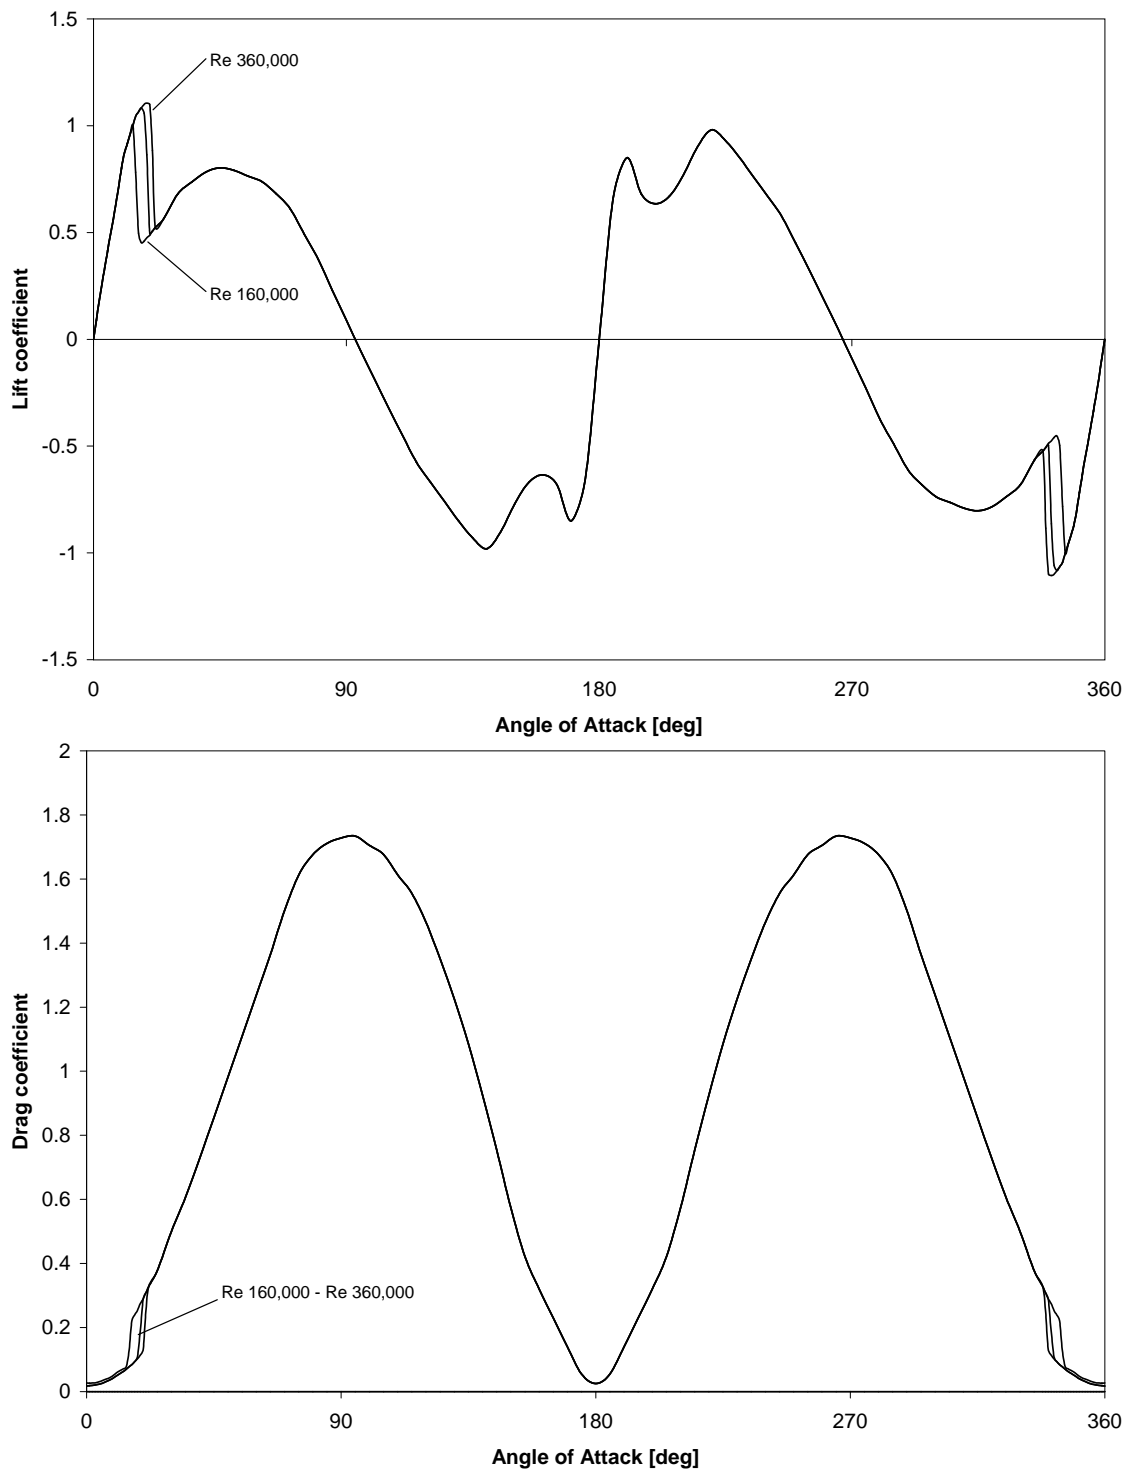 1.5
Re 360,000
1
0.5
Re 160,000
0
Lift coefficient
-0.5
-1
-1.5
0 90 180 270 360
Angle of Attack [deg]
2
1.8
1.6
1.4
1.2
1
Drag coefficient
0.8
0.6
0.4
Re 160,000 - Re 360,000
0.2
0
0 90 180 270 360
Angle of Attack [deg]